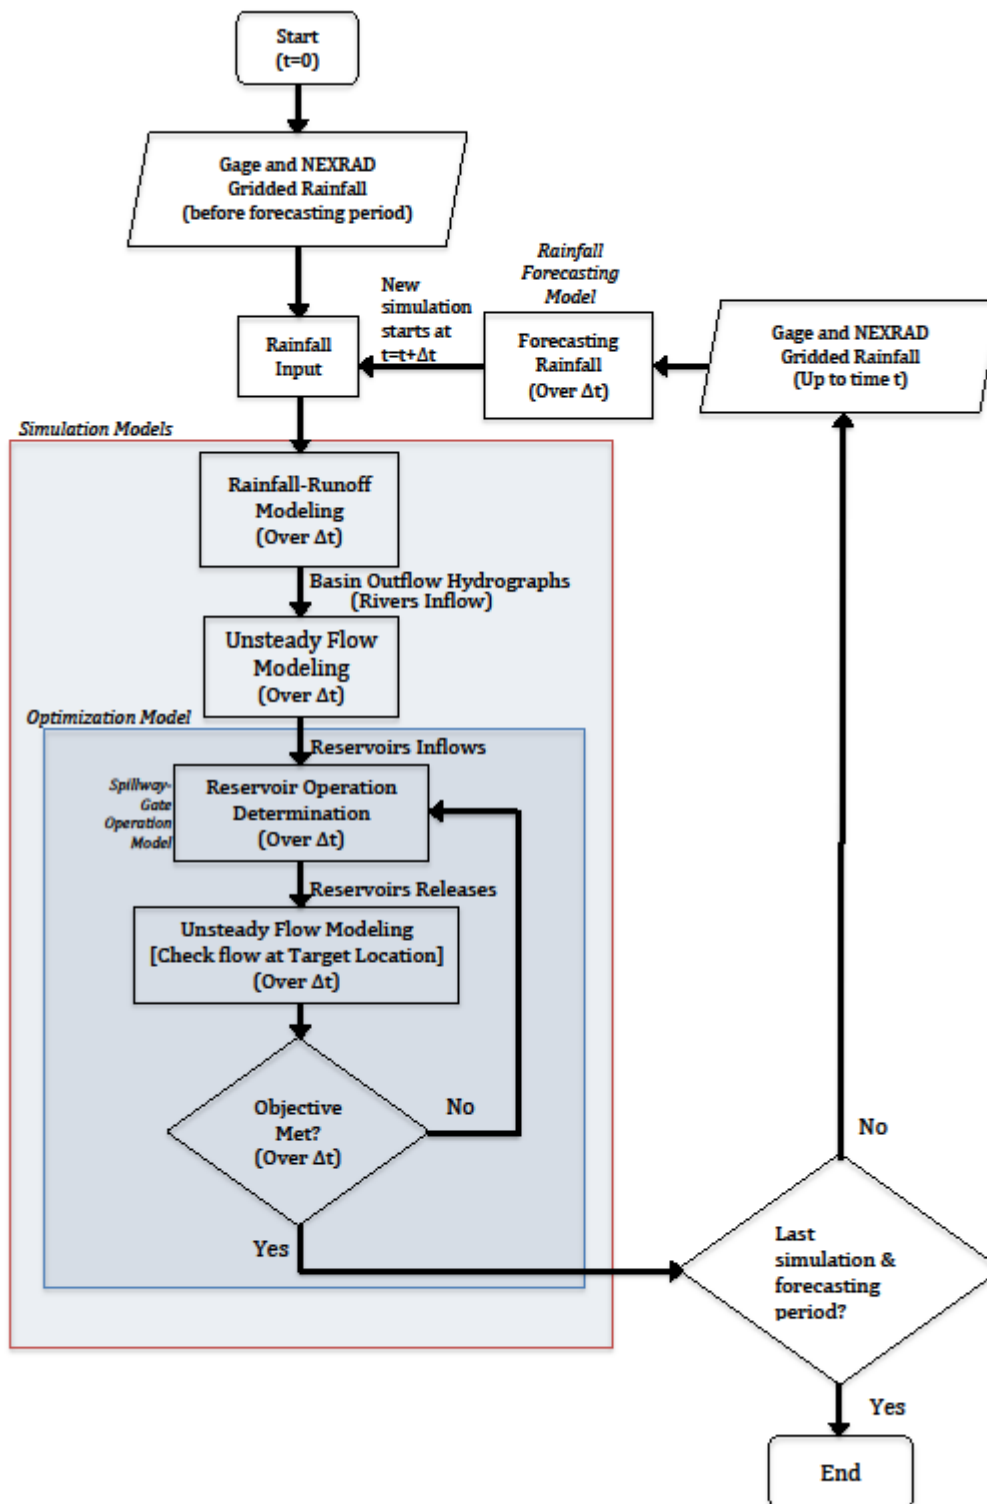 Start
(t=0)
Gage and NEXRAD
Gridded Rainfall
(before forecasting period)
Rainfall
Forecasting
Model
New
simulation
starts at
t=t+Δt
Rainfall
Input
Forecasting
Rainfall
(Over Δt)
Gage and NEXRAD
Gridded Rainfall
(Up to time t)
Simulation Models
Rainfall-Runoff
Modeling
(Over Δt)
Basin Outflow Hydrographs
(Rivers Inflow)
Unsteady Flow
Modeling
(Over Δt)
Optimization Model
Reservoirs Inflows
Spillway-
Gate
Operation
Model
Reservoir Operation
Determination
(Over Δt)
Reservoirs Releases
Unsteady Flow Modeling
[Check flow at Target Location]
(Over Δt)
Objective
Met?
(Over Δt)
No
Yes
No
Last
simulation &
forecasting
period?
Yes
End